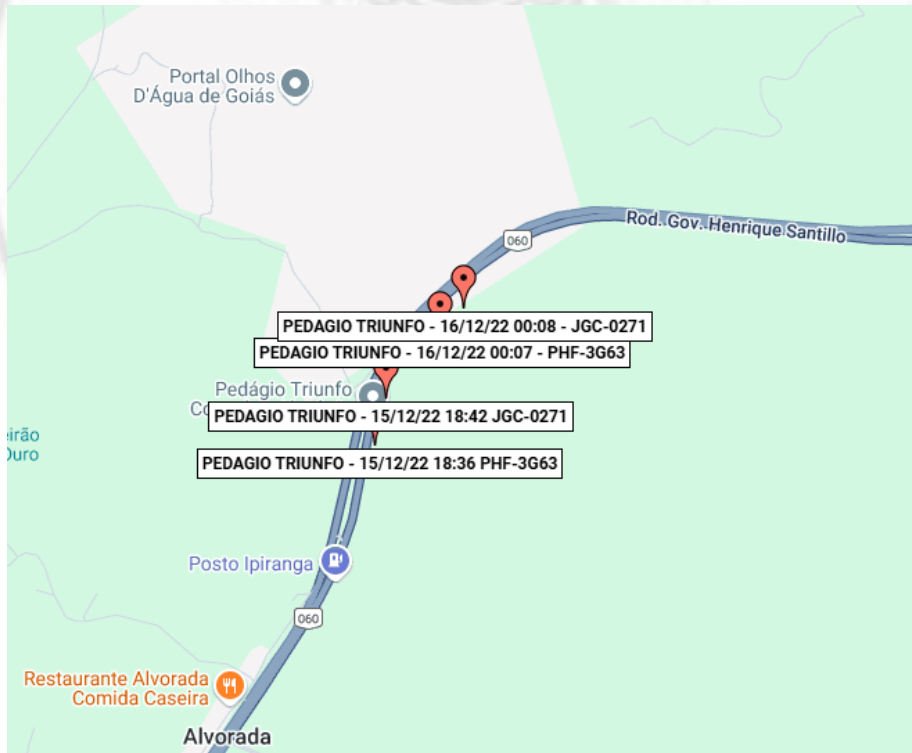 Portal Olhos
D'Água de Goiás
060
Rod. Gov. Henrique Santillo
PEDAGIO TRIUNFO - 16/12/22 00:08 - JGC-0271
PEDAGIO TRIUNFO - 16/12/22 00:07 - PHF-3G63
Pedágio Triunfo
PEDAGIO TRIUNFO - 15/12/22 18:42 JGC-0271
PEDAGIO TRIUNFO - 15/12/22 18:36 PHF-3G63
Posto Ipiranga
060
Restaurante Alvorada
Comida Caseira
Alvorada